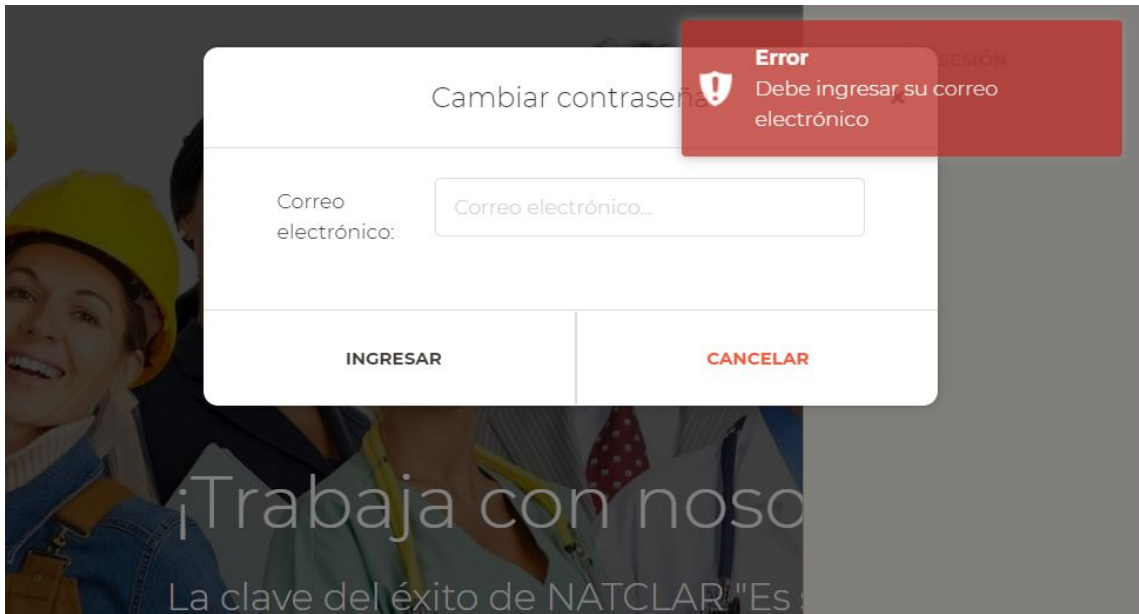 Error
SESIÓN
Debe ingresar su correo
electrónico
Cambiar contraseña
×
Correo
electrónico:
Correo electrónico...
INGRESAR
CANCELAR
¡Trabaja con noso
La clave del éxito de NATCLAR "Es